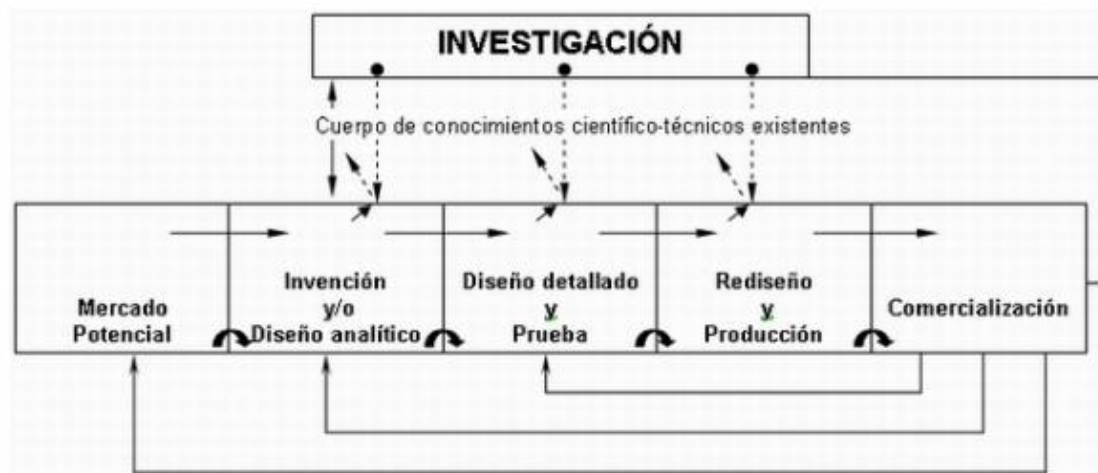 INVESTIGACIÓN
Cuerpo de conocimientos científico-técnicos existentes
Mercado
Potencial
Invención
y/o
Diseño analítico
Diseño detallado
y
Prueba
Rediseño
y
Producción
Comercialización